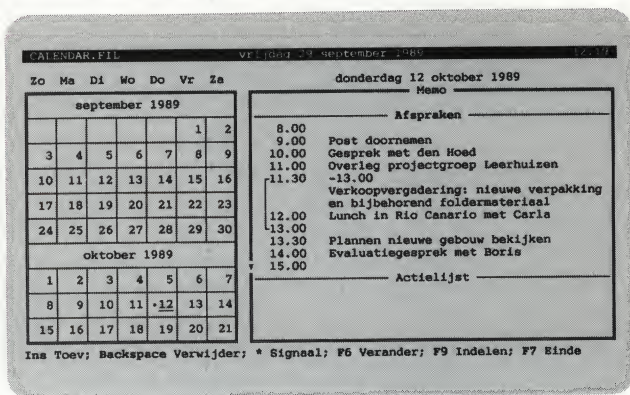 CALENDAR.FIL vrijdag 29 september 1989
Zo Ma Di Wo Do Vr Za
september 1989
1 2
3 4 5 6 7 8 9
10 11 12 13 14 15 16
17 18 19 20 21 22 23
24 25 26 27 28 29 30
oktober 1989
1 2 3 4 5 6 7
8 9 10 11 •12 13 14
15 16 17 18 19 20 21
donderdag 12 oktober 1989
Memo
Afspraken
8.00
9.00 Post doornemen
10.00 Gesprek met den Hoed
11.00 Overleg projectgroep Leerhuizen
11.30 -13.00
Verkoopvergadering: nieuwe verpakking
en bijbehorend foldermateriaal
12.00 Lunch in Rio Canario met Carla
13.00
13.30 Plannen nieuwe gebouw bekijken
14.00 Evaluatiegesprek met Boris
15.00
Actielijst
Ins Toev; Backspace Verwijder; * Signaal; F6 Verander; F9 Indelen; F7 Einde